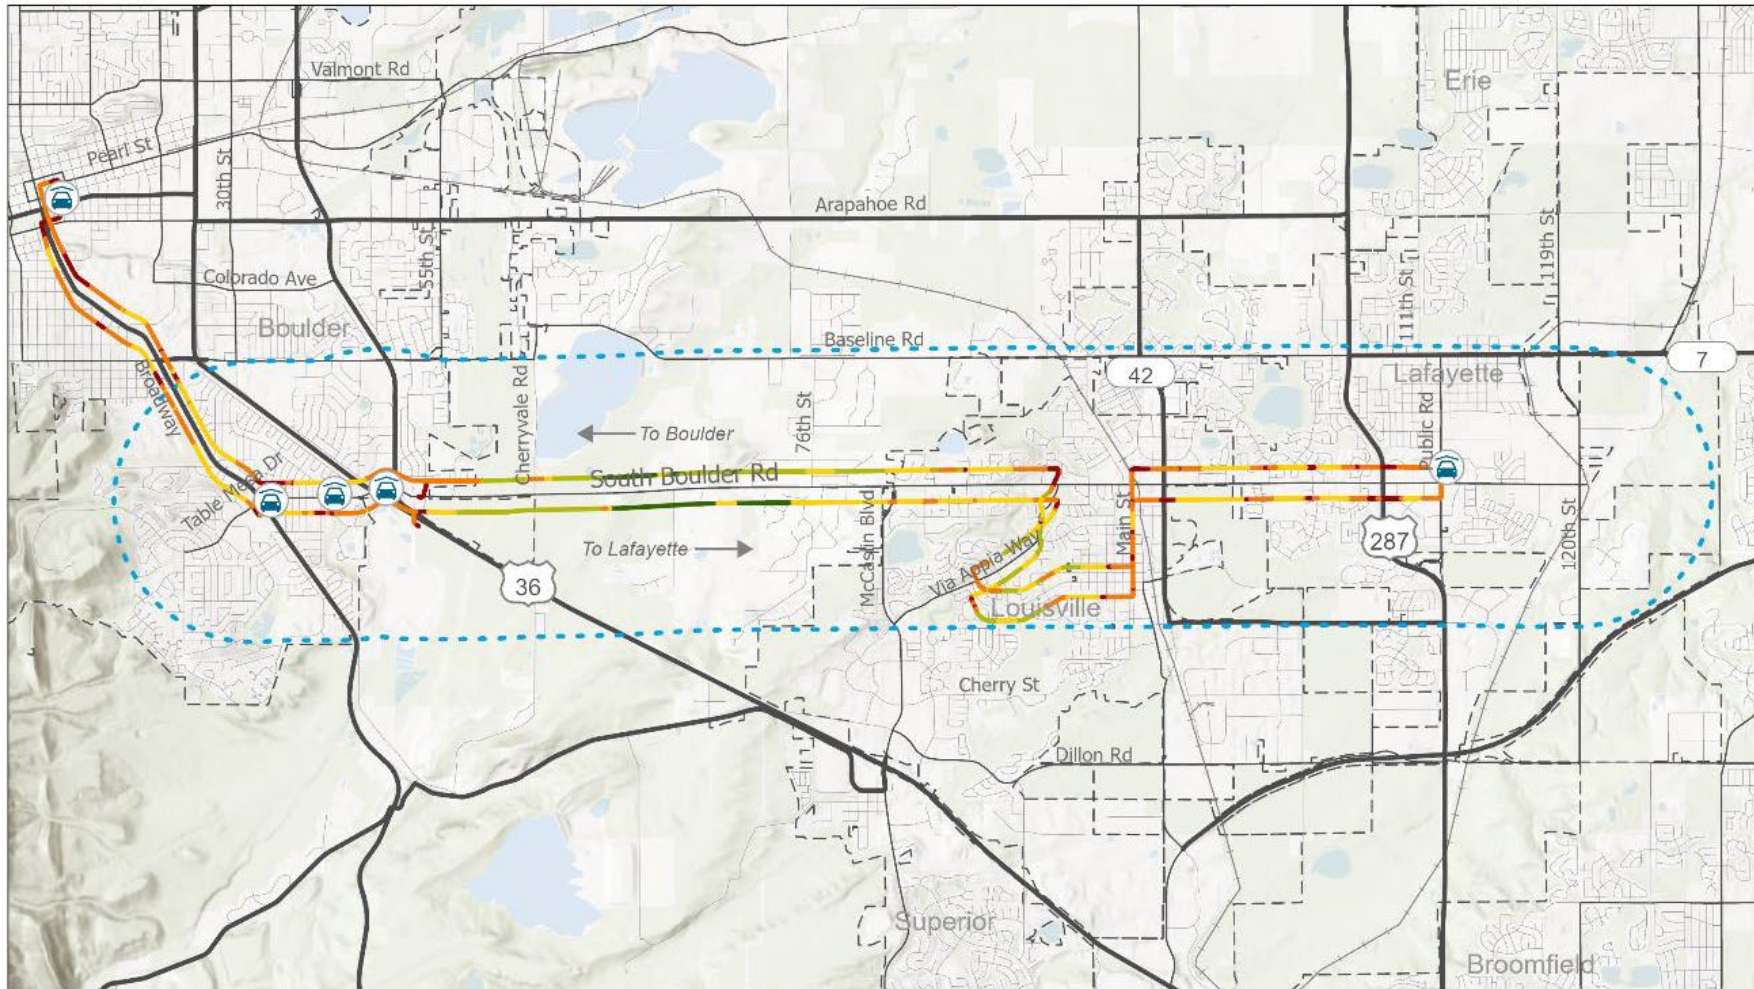 Valmont Rd
Erie
Pearl St
30th St
Arapahoe Rd
55th St
119th St
Colorado Ave
111th St
Boulder
Baseline Rd
7
Broadway
42
Lafayette
Cherryvale Rd
76th St
Public Rd
To Boulder
Table Mesa Dr
South Boulder Rd
McCaslin Blvd
Main St
120th St
To Lafayette
287
Via Appia Way
36
Louisville
Cherry St
Dillon Rd
Superior
Broomfield